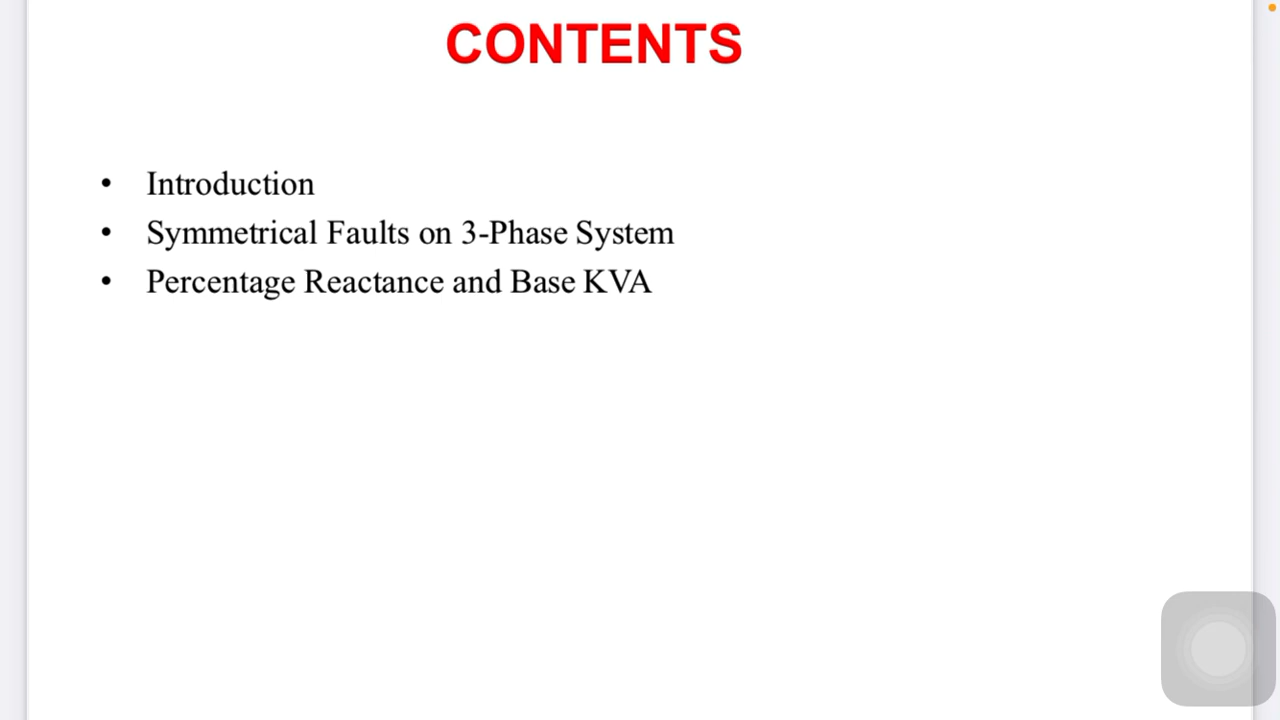 CONTENTS
• Introduction
• Symmetrical Faults on 3-Phase System
• Percentage Reactance and Base KVA